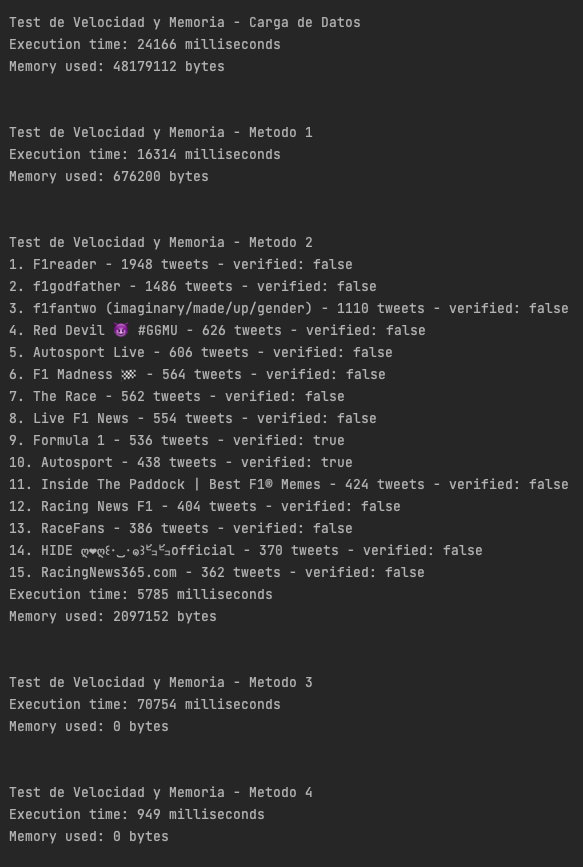 Test de Velocidad y Memoria - Carga de Datos
Execution time: 24166 milliseconds
Memory used: 48179112 bytes
Test de Velocidad y Memoria - Metodo 1
Execution time: 16314 milliseconds
Memory used: 676200 bytes
Test de Velocidad y Memoria - Metodo 2
1. F1reader - 1948 tweets - verified: false
2. f1godfather - 1486 tweets - verified: false
3. f1fantwo (imaginary/made/up/gender) - 1110 tweets - verified: false
4. Red Devil 😈 #GGMU - 626 tweets - verified: false
5. Autosport Live - 606 tweets - verified: false
6. F1 Madness 🏁 - 564 tweets - verified: false
7. The Race - 562 tweets - verified: false
8. Live F1 News - 554 tweets - verified: false
9. Formula 1 - 536 tweets - verified: true
10. Autosport - 438 tweets - verified: true
11. Inside The Paddock | Best F1® Memes - 424 tweets - verified: false
12. Racing News F1 - 404 tweets - verified: false
13. RaceFans - 386 tweets - verified: false
14. HIDE official - 370 tweets - verified: false
15. RacingNews365.com - 362 tweets - verified: false
Execution time: 5785 milliseconds
Memory used: 2097152 bytes
Test de Velocidad y Memoria - Metodo 3
Execution time: 70754 milliseconds
Memory used: 0 bytes
Test de Velocidad y Memoria - Metodo 4
Execution time: 949 milliseconds
Memory used: 0 bytes